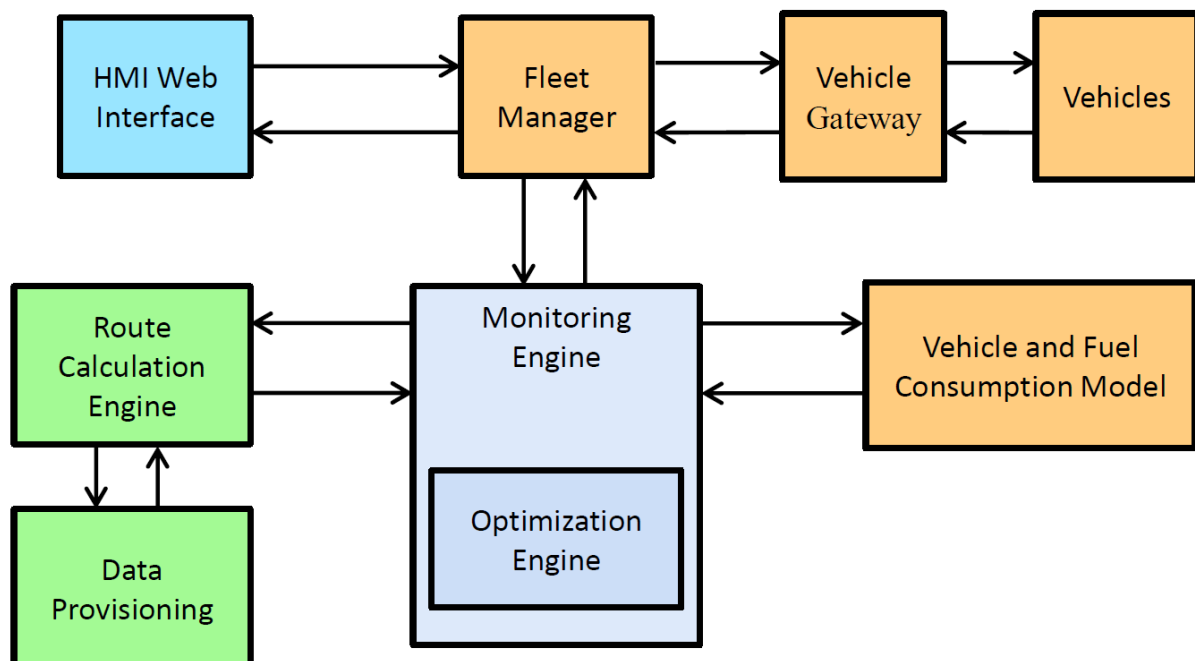 HMI Web
Interface
Fleet
Manager
Vehicle
Gateway
Vehicles
Route
Calculation
Engine
Monitoring
Engine
Vehicle and Fuel
Consumption Model
Optimization
Engine
Data
Provisioning